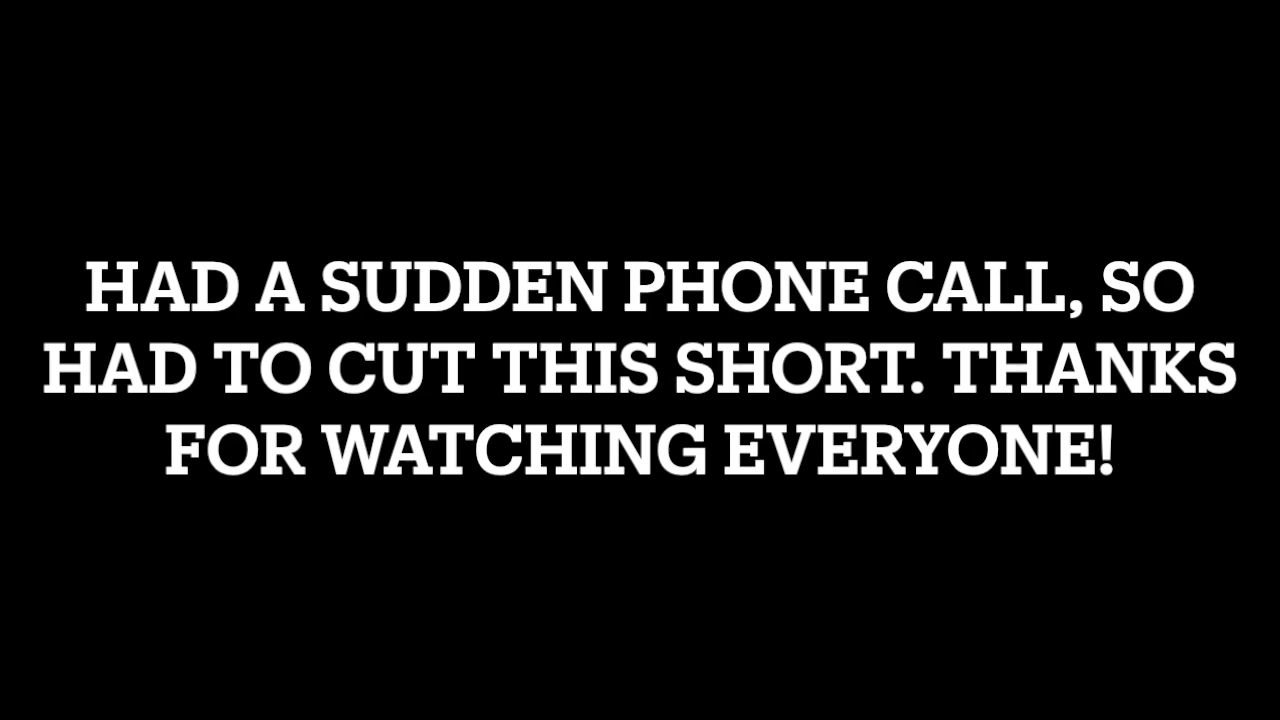 HAD A SUDDEN PHONE CALL, SO
HAD TO CUT THIS SHORT. THANKS
FOR WATCHING EVERYONE!